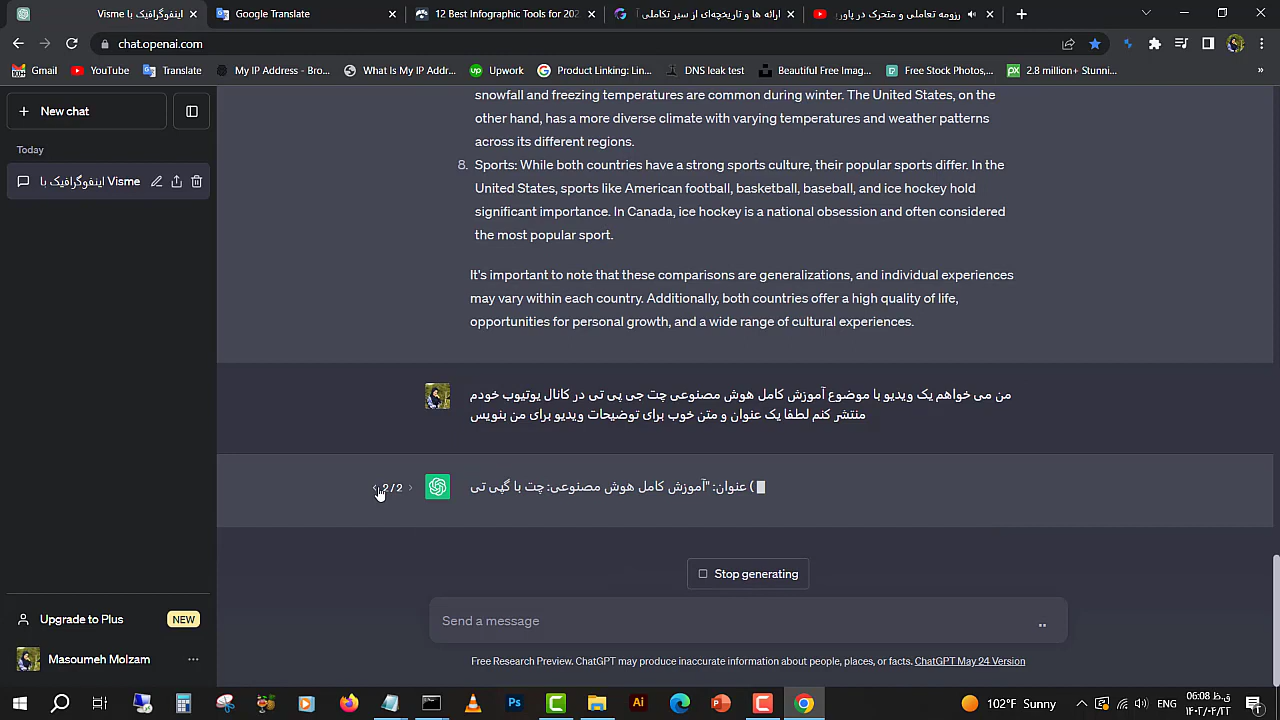 اینفوگرافیک با Visme
Google Translate
12 Best Infographic Tools for 202
ارائه ها و تاریخچه‌ای از سیر تکاملی آ
رزومه تعاملی و متحرک در پاورپ
chat.openai.com
Gmail
YouTube
Translate
My IP Address - Bro...
What Is My IP Addr...
Upwork
Product Linking: Lin...
DNS leak test
Beautiful Free Imag...
Free Stock Photos,...
2.8 million+ Stunni...
New chat
Today
اینفوگرافیک با Visme
snowfall and freezing temperatures are common during winter. The United States, on the
other hand, has a more diverse climate with varying temperatures and weather patterns
across its different regions.
8. Sports: While both countries have a strong sports culture, their popular sports differ. In the
United States, sports like American football, basketball, baseball, and ice hockey hold
significant importance. In Canada, ice hockey is a national obsession and often considered
the most popular sport.
It's important to note that these comparisons are generalizations, and individual experiences
may vary within each country. Additionally, both countries offer a high quality of life,
opportunities for personal growth, and a wide range of cultural experiences.
من می خواهم یک ویدیو با موضوع آموزش کامل هوش مصنوعی چت جی پی تی در کانال یوتیوب خودم
منتشر کنم لطفا یک عنوان و متن خوب برای توضیحات ویدیو برای من بنویس
2 / 2
عنوان: "آموزش کامل هوش مصنوعی: چت با گپی تی (
Stop generating
Send a message
Free Research Preview. ChatGPT may produce inaccurate information about people, places, or facts. ChatGPT May 24 Version
Upgrade to Plus
NEW
Masoumeh Molzam
102°F Sunny
ENG
06:08 ق.ظ